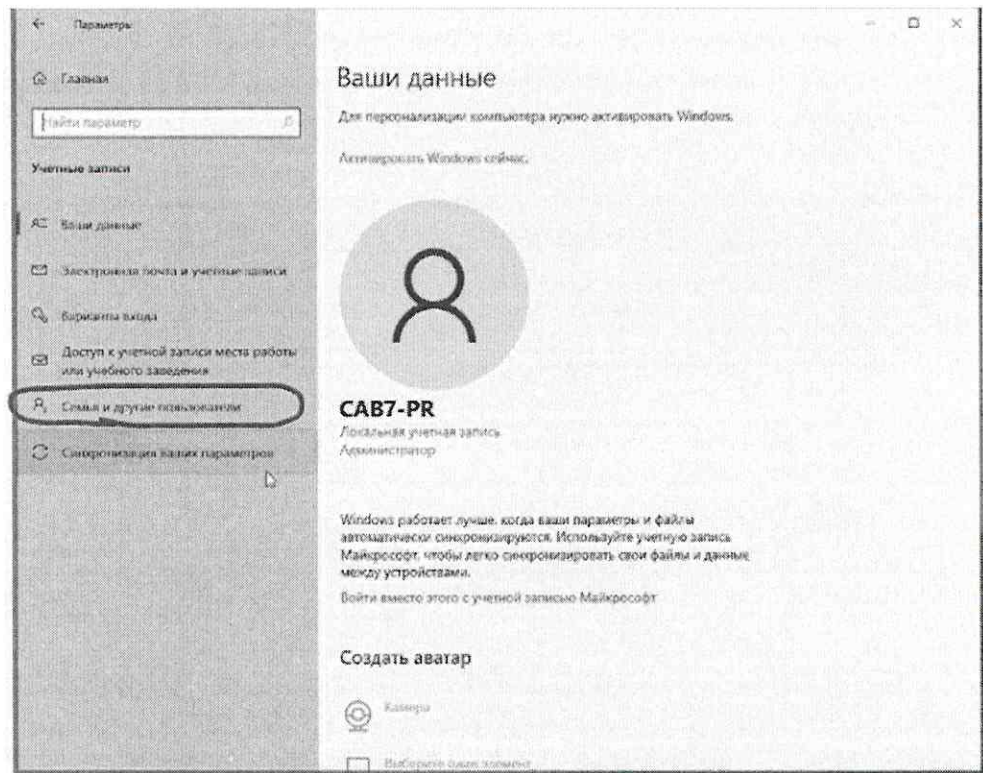 Параметры
Главная
Найти параметр
Учетные записи
Ваши данные
Электронная почта и учетные записи
Варианты входа
Доступ к учетной записи места работы
или учебного заведения
Семья и другие пользователи
Синхронизация ваших параметров
Ваши данные
Для персонализации компьютера нужно активировать Windows.
Активировать Windows сейчас.
CAB7-PR
Локальная учетная запись
Администратор
Windows работает лучше, когда ваши параметры и файлы
автоматически синхронизируются. Используйте учетную запись
Майкрософт, чтобы легко синхронизировать свои файлы и данные
между устройствами.
Войти вместо этого с учетной записью Майкрософт
Создать аватар
Камера
Выберите один элемент